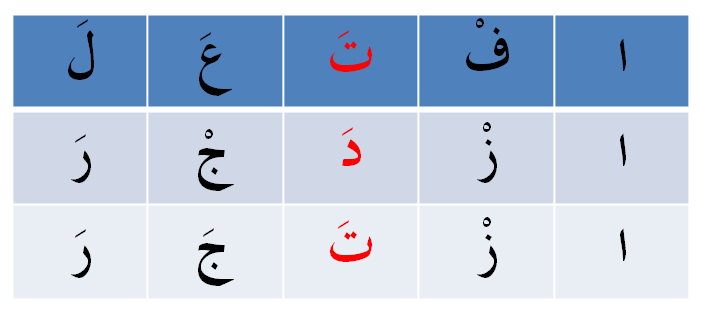 ا فْ تَ عَ لَ
ا زْ دَ جْ رَ
ا زْ تَ جَ رَ